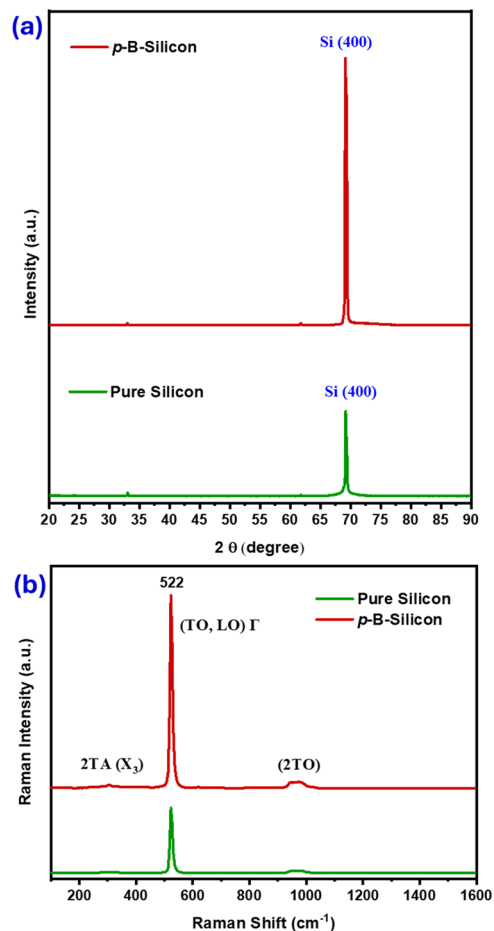 (a)
p-B-Silicon
Si (400)
Pure Silicon
Si (400)
Intensity (a.u.)
20 25 30 35 40 45 50 55 60 65 70 75 80 85 90
2 θ (degree)
(b)
522
(TO, LO) Γ
Pure Silicon
p-B-Silicon
2TA (X₃)
(2TO)
Raman Intensity (a.u.)
200 400 600 800 1000 1200 1400 1600
Raman Shift (cm⁻¹)